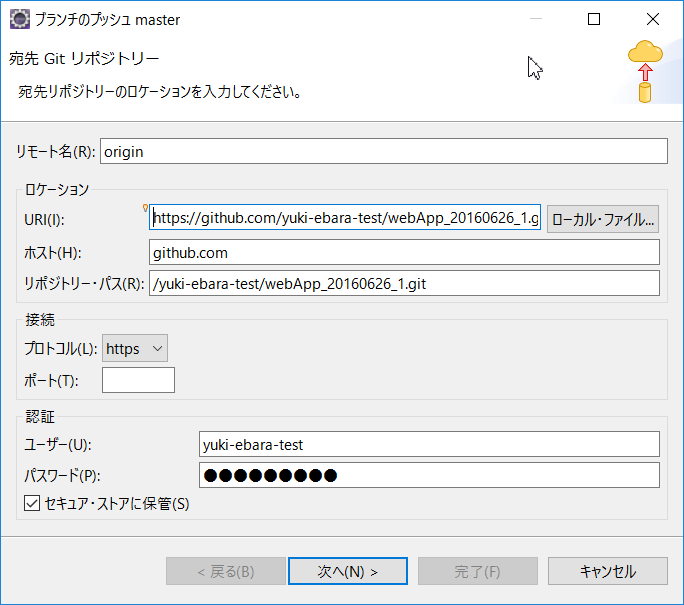 ブランチのプッシュ master
宛先 Git リポジトリー
宛先リポジトリーのロケーションを入力してください。
リモート名(R): origin
ロケーション
URI(I): https://github.com/yuki-ebara-test/webApp_20160626_1.g ローカル・ファイル...
ホスト(H): github.com
リポジトリー・パス(R): /yuki-ebara-test/webApp_20160626_1.git
接続
プロトコル(L): https
ポート(T):
認証
ユーザー(U): yuki-ebara-test
パスワード(P): ●●●●●●●●●
セキュア・ストアに保管(S)
< 戻る(B) 次へ(N) > 完了(F) キャンセル